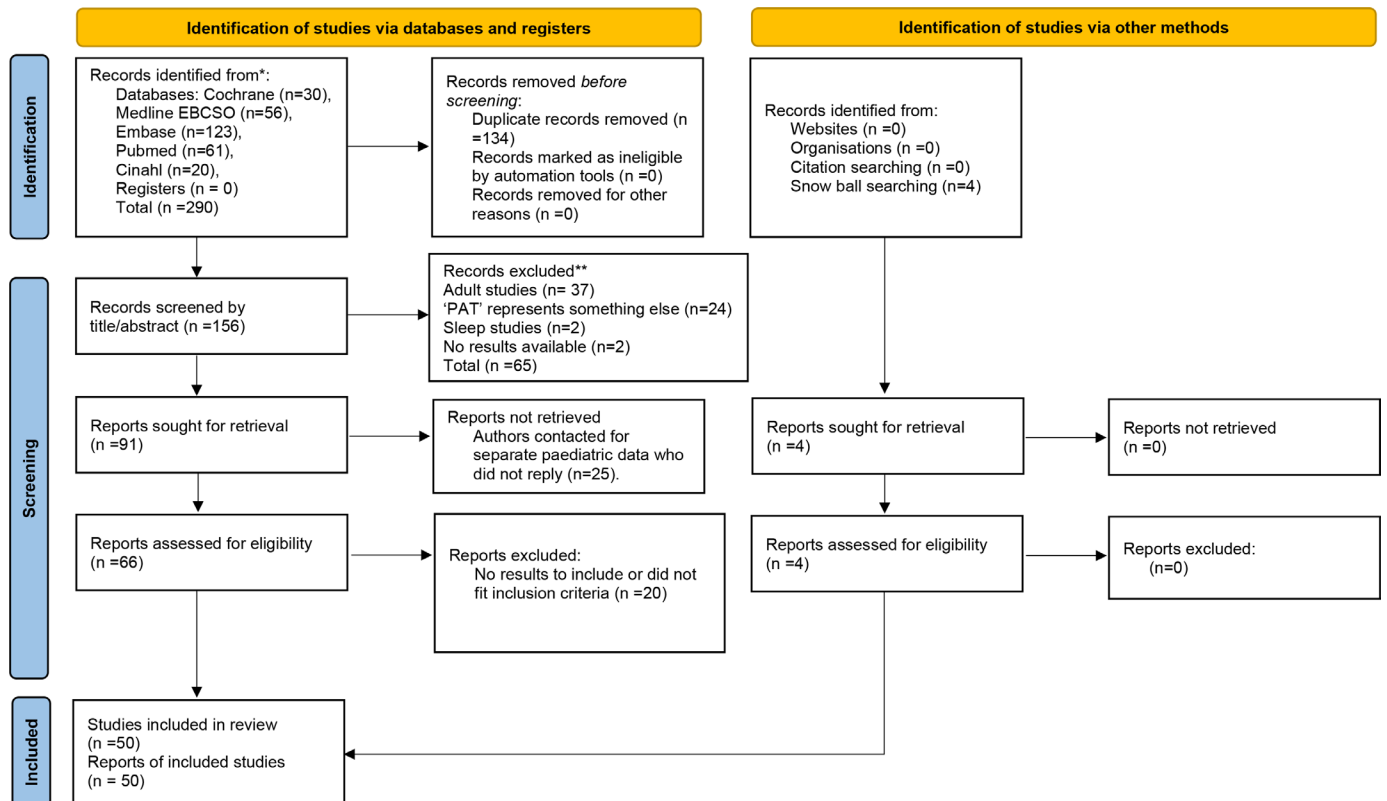 Identification of studies via databases and registers
Identification of studies via other methods
Identification
Records identified from*:
Databases: Cochrane (n=30),
Medline EBCSO (n=56),
Embase (n=123),
Pubmed (n=61),
Cinahl (n=20),
Registers (n = 0)
Total (n =290)
Records removed before
screening:
Duplicate records removed (n
=134)
Records marked as ineligible
by automation tools (n =0)
Records removed for other
reasons (n =0)
Records identified from:
Websites (n =0)
Organisations (n =0)
Citation searching (n =0)
Snow ball searching (n=4)
Screening
Records screened by
title/abstract (n =156)
Records excluded**
Adult studies (n= 37)
‘PAT’ represents something else (n=24)
Sleep studies (n=2)
No results available (n=2)
Total (n =65)
Reports sought for retrieval
(n =91)
Reports not retrieved
Authors contacted for
separate paediatric data who
did not reply (n=25).
Reports sought for retrieval
(n =4)
Reports not retrieved
(n =0)
Reports assessed for eligibility
(n =66)
Reports excluded:
No results to include or did not
fit inclusion criteria (n =20)
Reports assessed for eligibility
(n =4)
Reports excluded:
(n=0)
Included
Studies included in review
(n =50)
Reports of included studies
(n = 50)